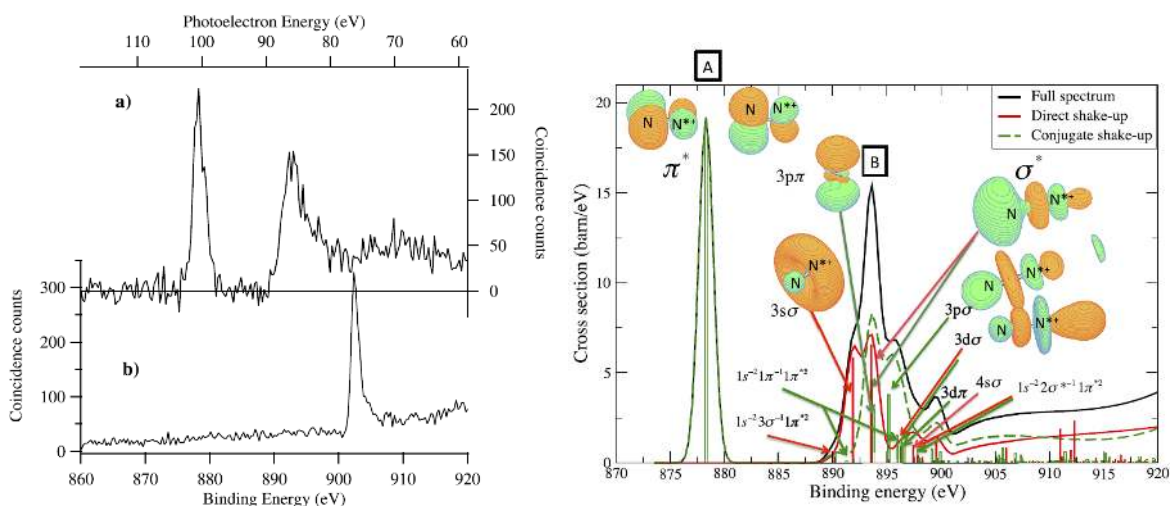 Photoelectron Energy (eV)
110 100 90 80 70 60
a)
200
150
100
50
0
Coincidence counts
300
200
100
0
Coincidence counts
b)
860 870 880 890 900 910 920
Binding Energy (eV)
A
B
Full spectrum
Direct shake-up
Conjugate shake-up
N N*+
N N*+
π*
3pπ
σ*
N N*+
N N*+
N N*+
N N*+
3sσ
3pσ
3dσ
1s⁻²1π⁻¹1π*²
3dπ
4sσ
1s⁻²2σ*⁻¹1π*²
1s⁻²3σ⁻¹1π*²
20
15
10
5
0
Cross section (barn/eV)
870 875 880 885 890 895 900 905 910 915 920
Binding energy (eV)